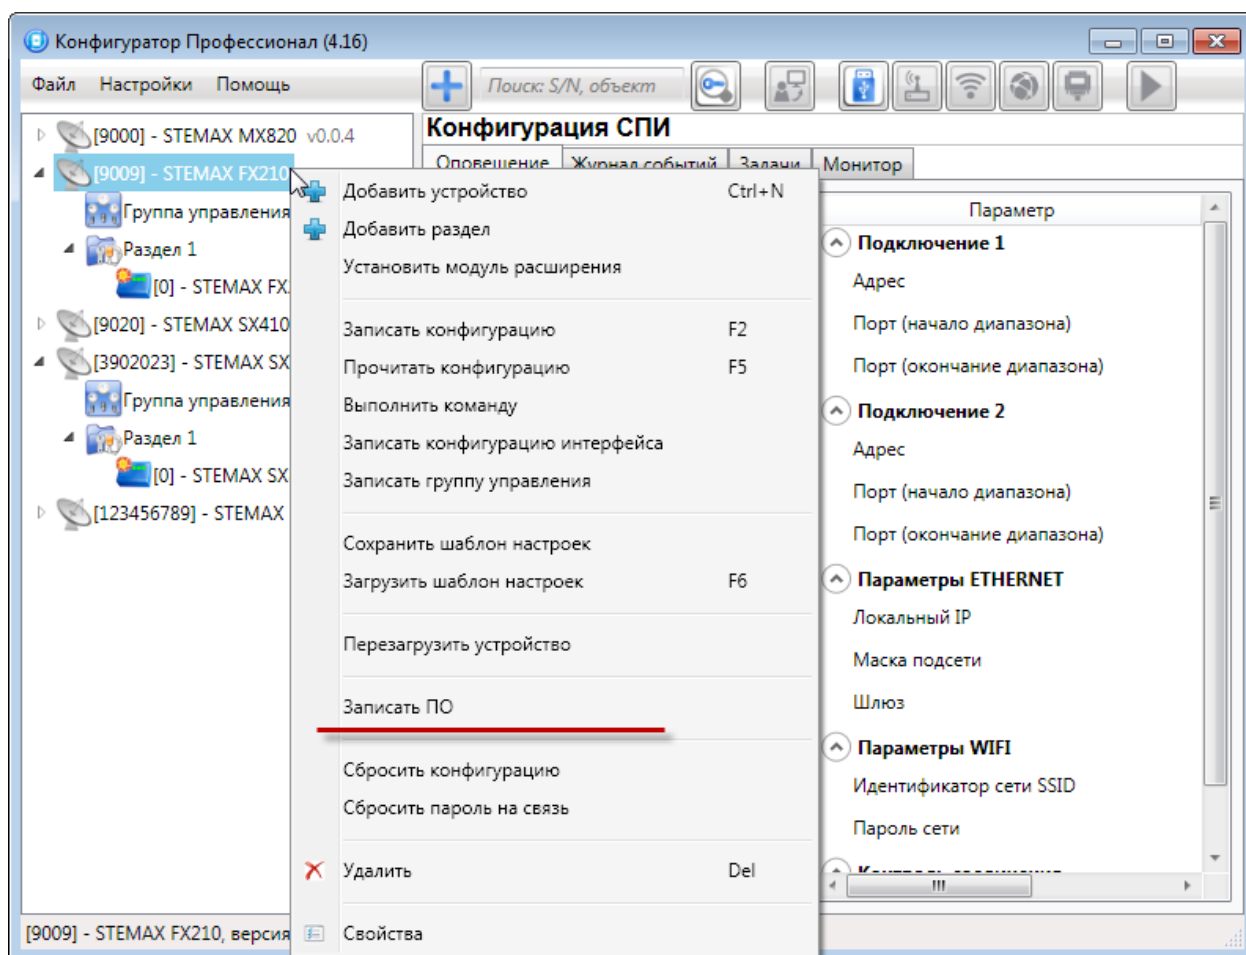 Конфигуратор Профессионал (4.16)
Файл Настройки Помощь
Поиск: S/N, объект
[9000] - STEMAX MX820 v0.0.4
[9009] - STEMAX FX210
Группа управления
Раздел 1
[0] - STEMAX FX
[9020] - STEMAX SX410
[3902023] - STEMAX SX
Группа управления
Раздел 1
[0] - STEMAX SX
[123456789] - STEMAX
Конфигурация СПИ
Оповещение Журнал событий Задачи Монитор
Добавить устройство Ctrl+N
Добавить раздел
Установить модуль расширения
Записать конфигурацию F2
Прочитать конфигурацию F5
Выполнить команду
Записать конфигурацию интерфейса
Записать группу управления
Сохранить шаблон настроек
Загрузить шаблон настроек F6
Перезагрузить устройство
Записать ПО
Сбросить конфигурацию
Сбросить пароль на связь
Удалить Del
Свойства
Параметр
Подключение 1
Адрес
Порт (начало диапазона)
Порт (окончание диапазона)
Подключение 2
Адрес
Порт (начало диапазона)
Порт (окончание диапазона)
Параметры ETHERNET
Локальный IP
Маска подсети
Шлюз
Параметры WIFI
Идентификатор сети SSID
Пароль сети
[9009] - STEMAX FX210, версия